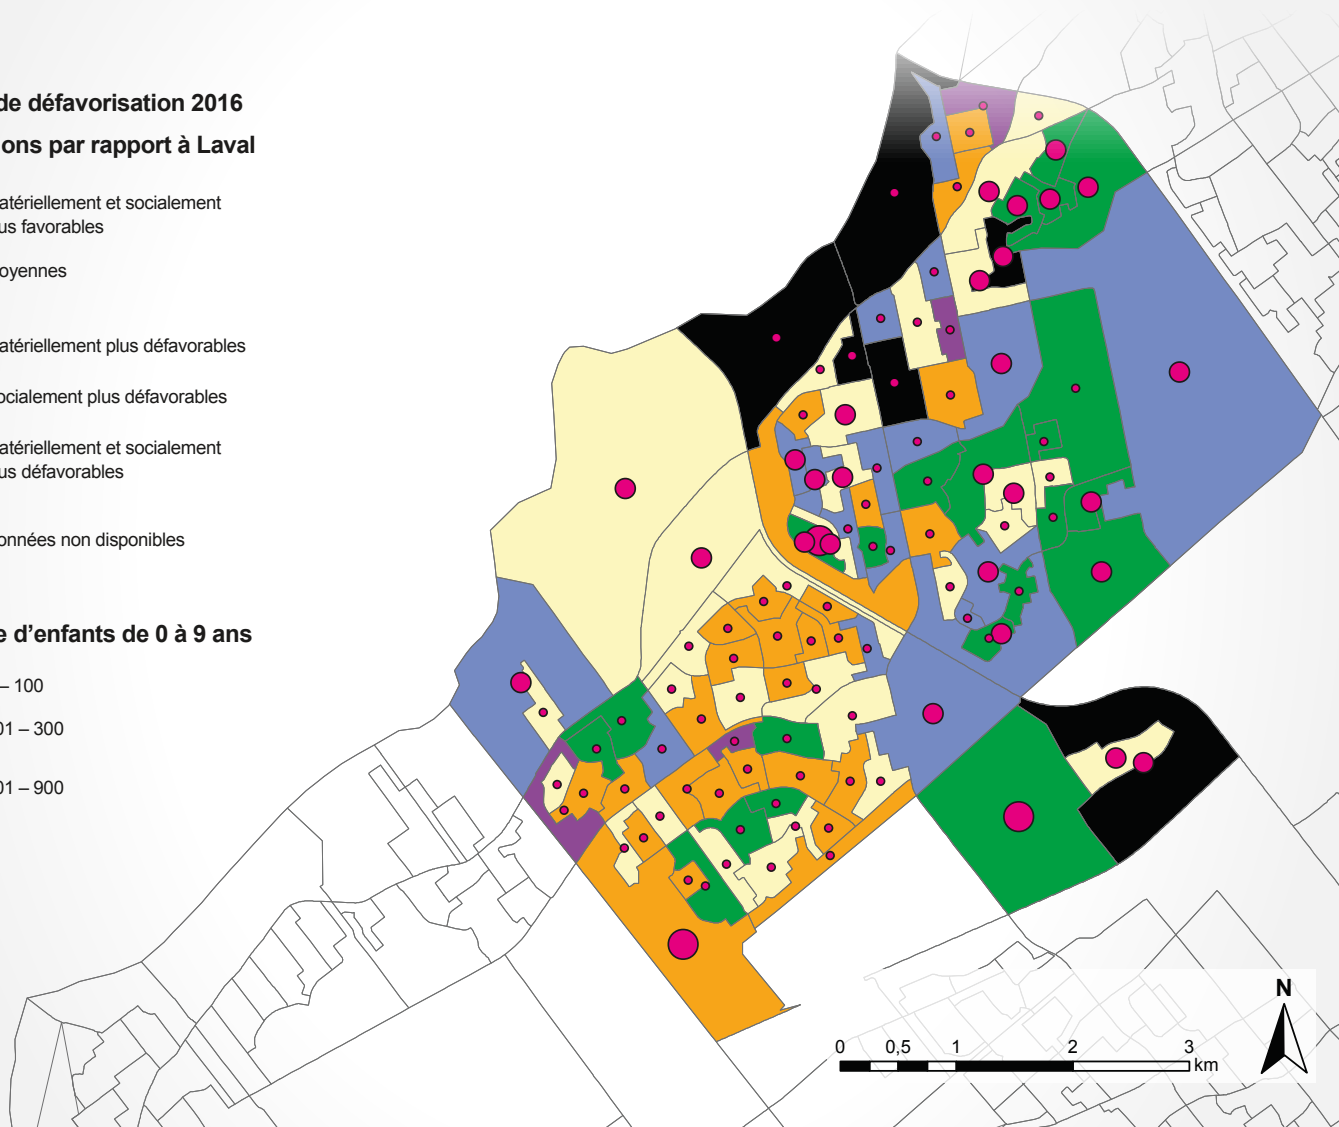 de défavorisation 2016
ons par rapport à Laval
atériellement et socialement
us favorables
oyennes
atériellement plus défavorables
ocialement plus défavorables
atériellement et socialement
us défavorables
onnées non disponibles
e d'enfants de 0 à 9 ans
– 100
01 – 300
01 – 900
N
0 0,5 1 2 3
km